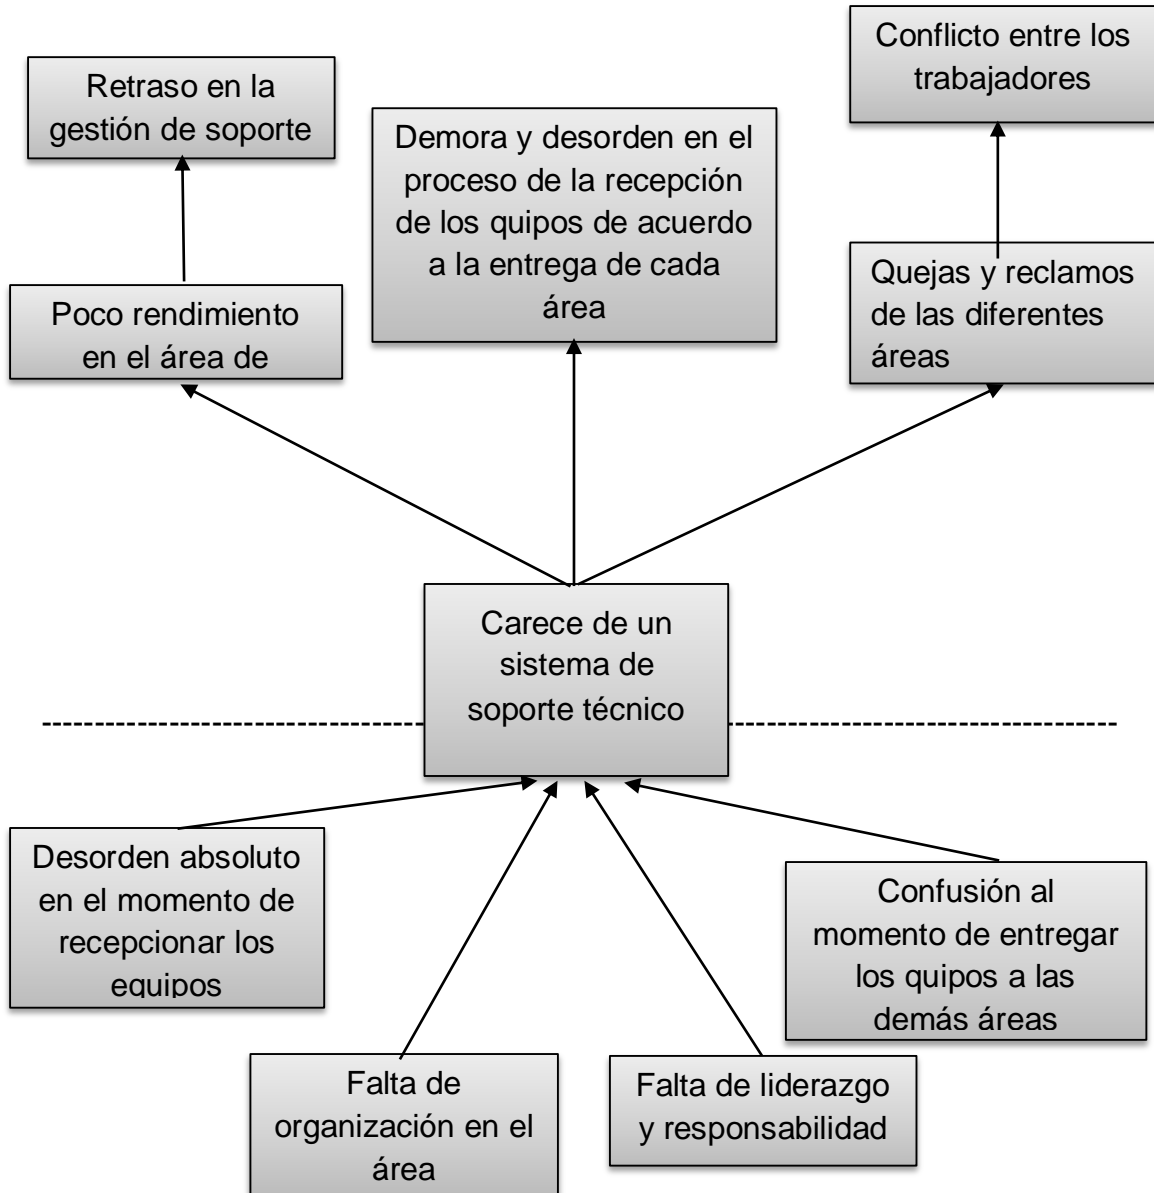 Conflicto entre los
trabajadores
Retraso en la
gestión de soporte
Demora y desorden en el
proceso de la recepción
de los quipos de acuerdo
a la entrega de cada
área
Quejas y reclamos
de las diferentes
áreas
Poco rendimiento
en el área de
Carece de un
sistema de
soporte técnico
Desorden absoluto
en el momento de
recepcionar los
equipos
Confusión al
momento de entregar
los quipos a las
demás áreas
Falta de
organización en el
área
Falta de liderazgo
y responsabilidad